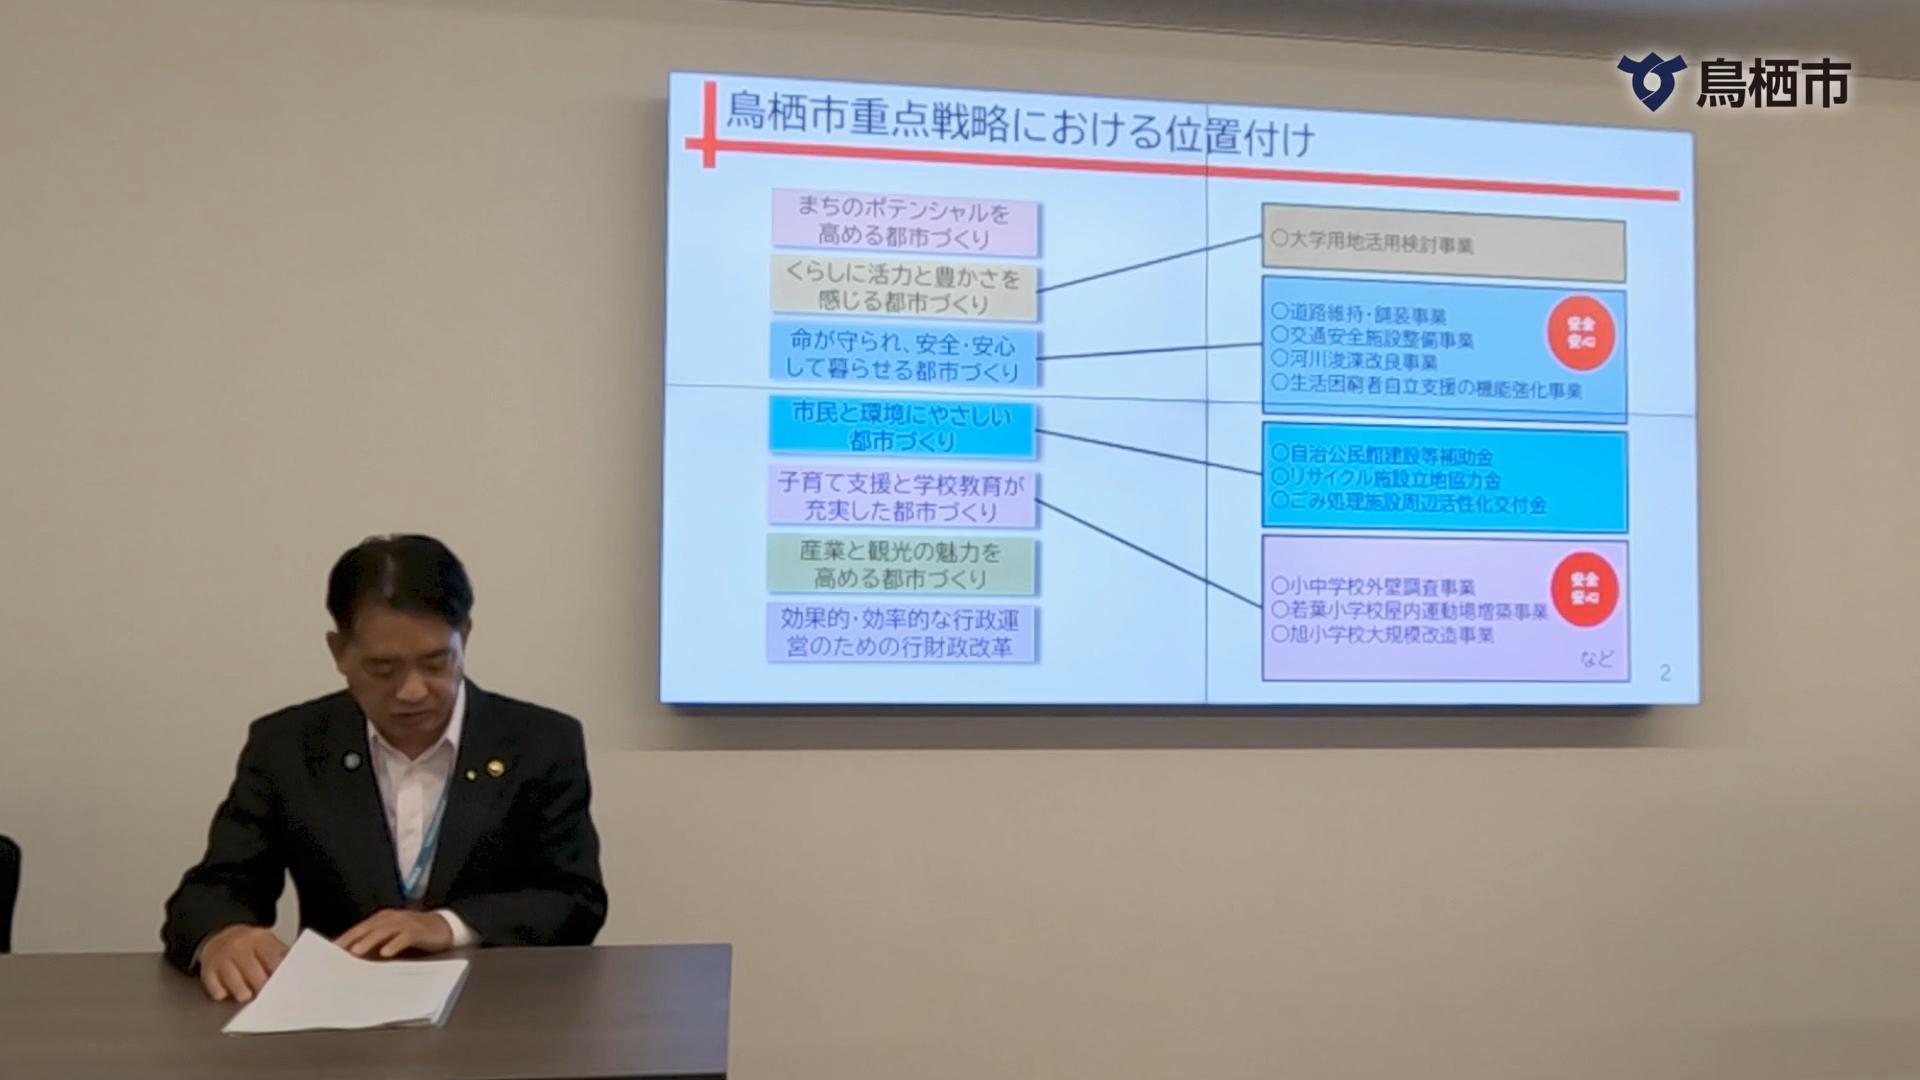 鳥栖市
鳥栖市重点戦略における位置付け
まちのポテンシャルを
高める都市づくり
くらしに活力と豊かさを
感じる都市づくり
命が守られ、安全・安心
して暮らせる都市づくり
市民と環境にやさしい
都市づくり
子育て支援と学校教育が
充実した都市づくり
産業と観光の魅力を
高める都市づくり
効果的・効率的な行政運
営のための行財政改革
○大学用地活用検討事業
○道路維持・舗装事業
○交通安全施設整備事業
○河川浚渫改良事業
○生活困窮者自立支援の機能強化事業
安全
安心
○自治公民館建設等補助金
○リサイクル施設立地協力金
○ごみ処理施設周辺活性化交付金
○小中学校外壁調査事業
○若葉小学校屋内運動場増築事業
○旭小学校大規模改造事業
など
安全
安心
2